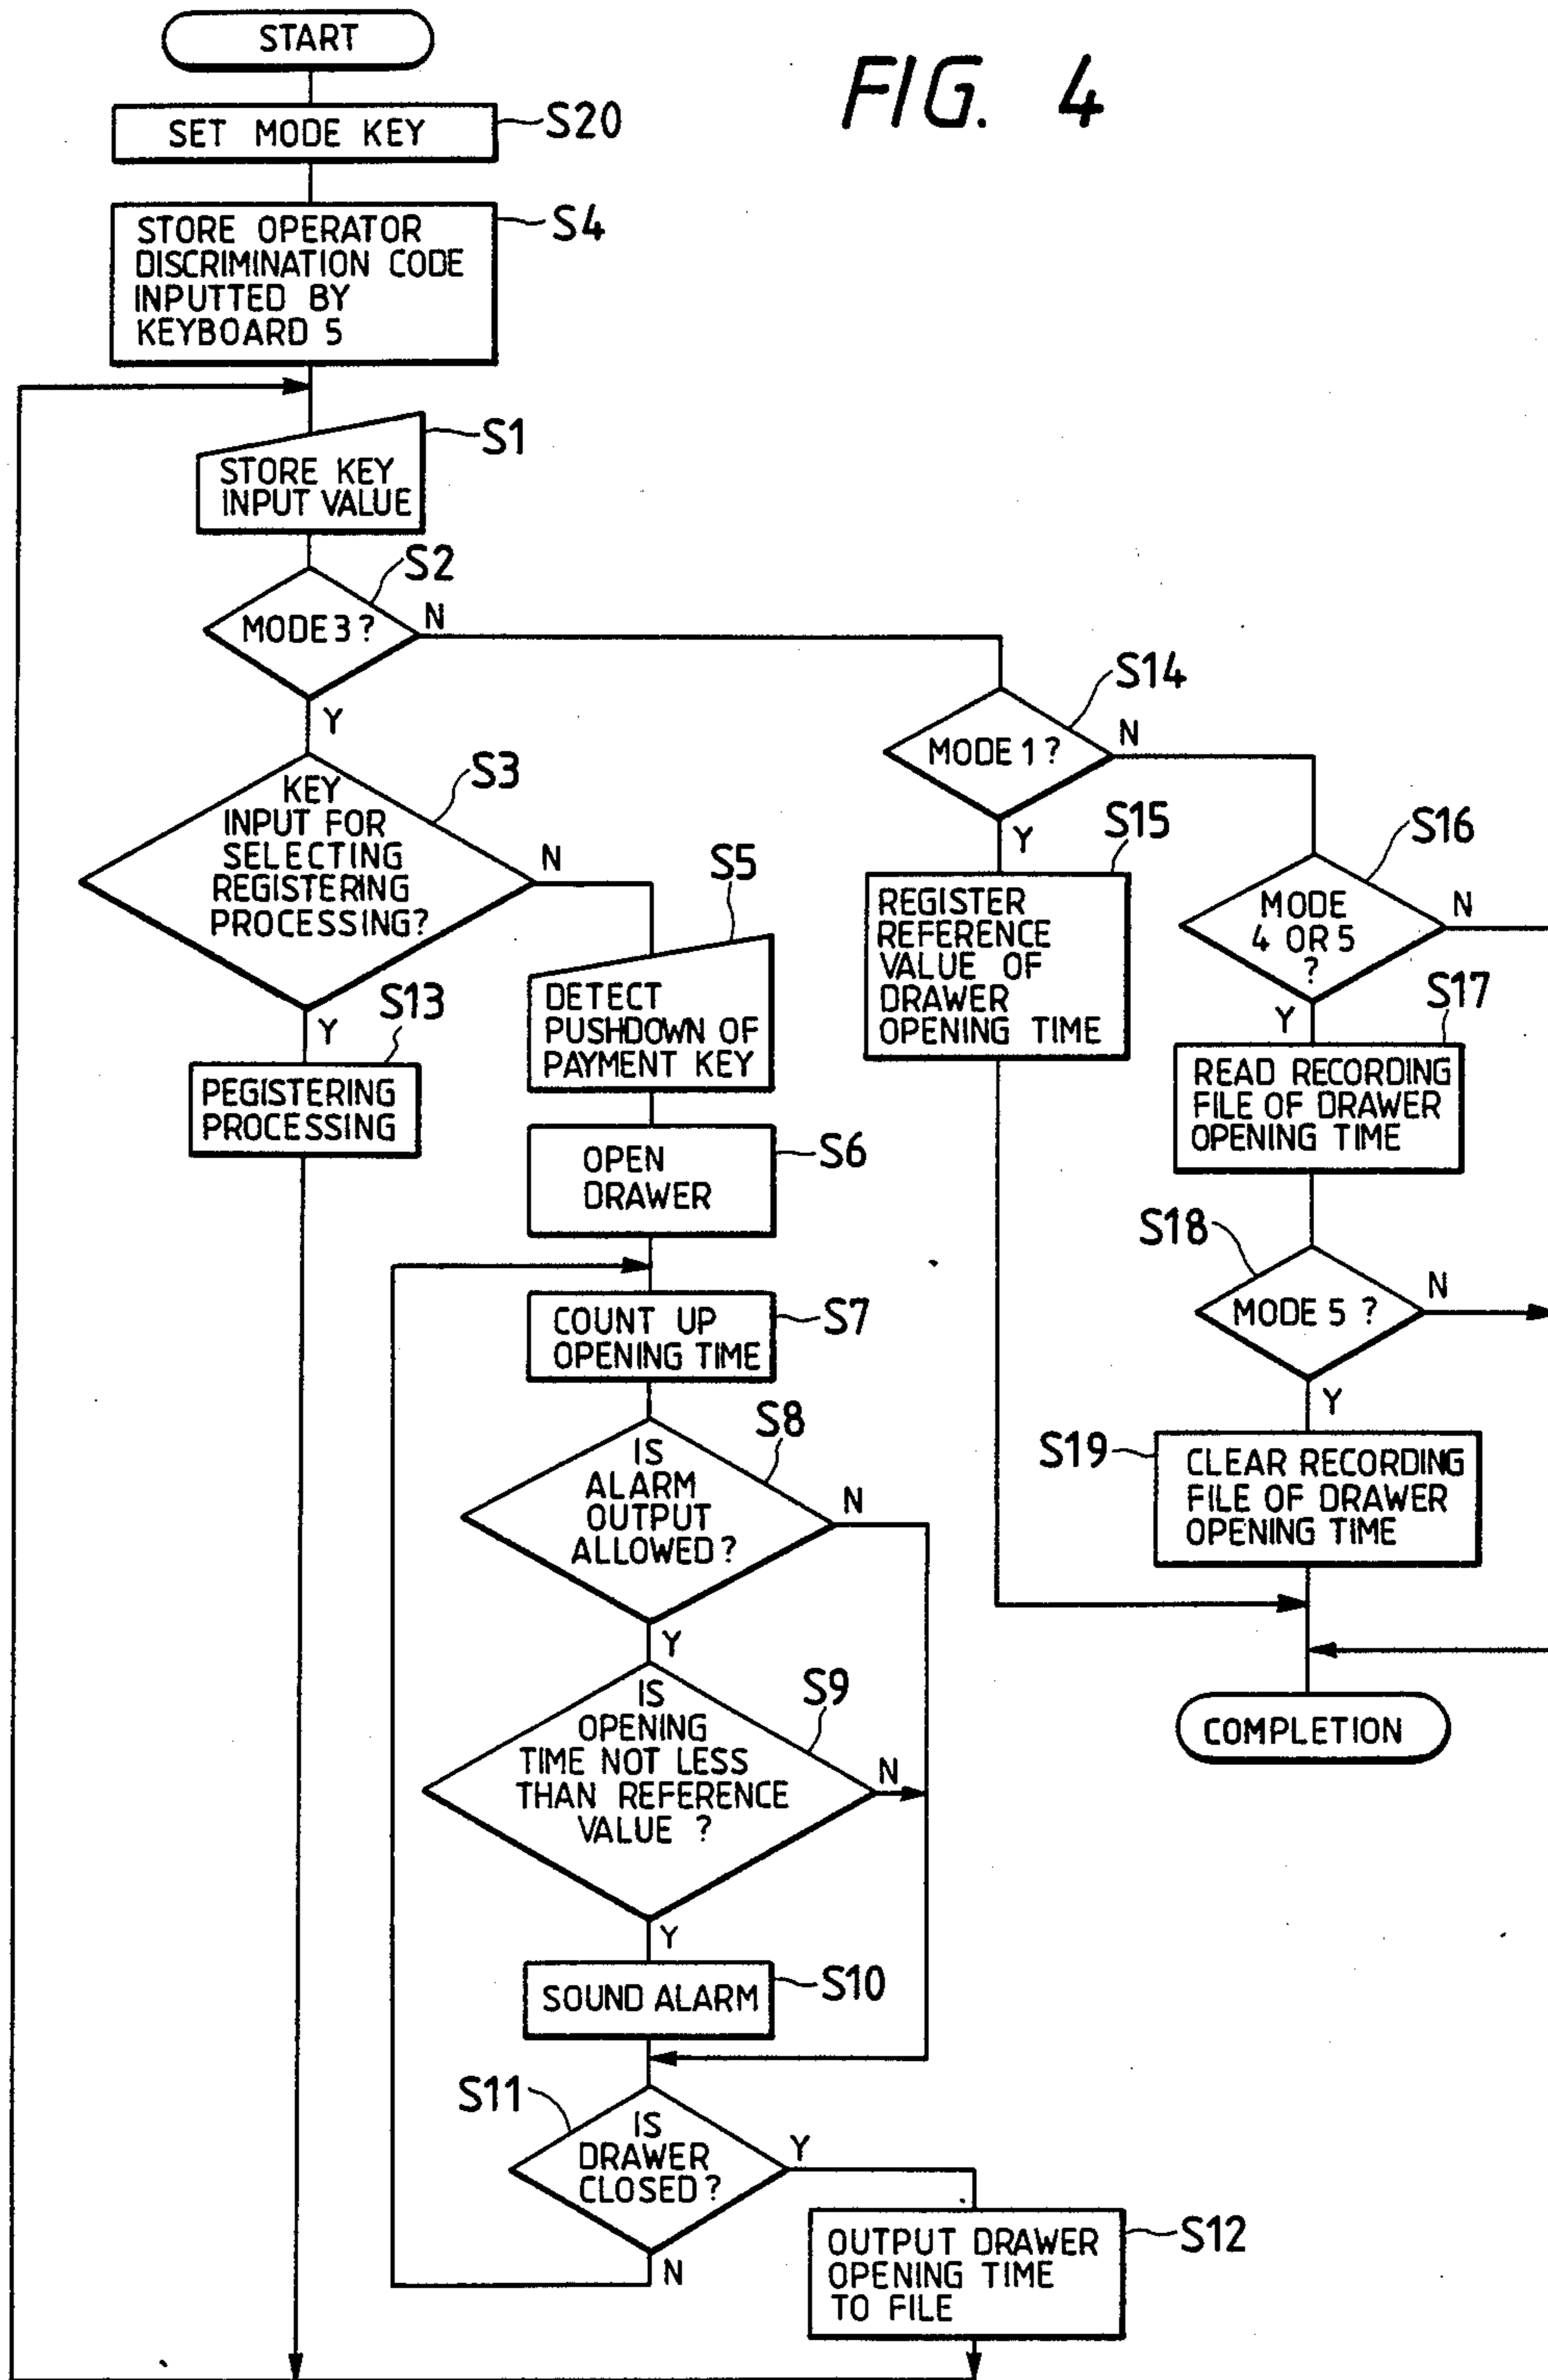 START
FIG. 4
SET MODE KEY
S20
STORE OPERATOR
DISCRIMINATION CODE
INPUTTED BY
KEYBOARD 5
S4
STORE KEY
INPUT VALUE
S1
MODE 3 ?
S2
N
Y
KEY
INPUT FOR
SELECTING
REGISTERING
PROCESSING?
S3
N
Y
S13
PEGISTERING
PROCESSING
S5
DETECT
PUSHDOWN OF
PAYMENT KEY
OPEN
DRAWER
S6
COUNT UP
OPENING TIME
S7
IS
ALARM
OUTPUT
ALLOWED ?
S8
N
Y
IS
OPENING
TIME NOT LESS
THAN REFERENCE
VALUE ?
S9
N
Y
SOUND ALARM
S10
S11
IS
DRAWER
CLOSED ?
Y
N
OUTPUT DRAWER
OPENING TIME
TO FILE
S12
MODE 1 ?
S14
N
Y
S15
REGISTER
REFERENCE
VALUE OF
DRAWER
OPENING TIME
S16
MODE
4 OR 5
?
N
Y
S17
READ RECORDING
FILE OF DRAWER
OPENING TIME
S18
MODE 5 ?
N
Y
S19
CLEAR RECORDING
FILE OF DRAWER
OPENING TIME
COMPLETION